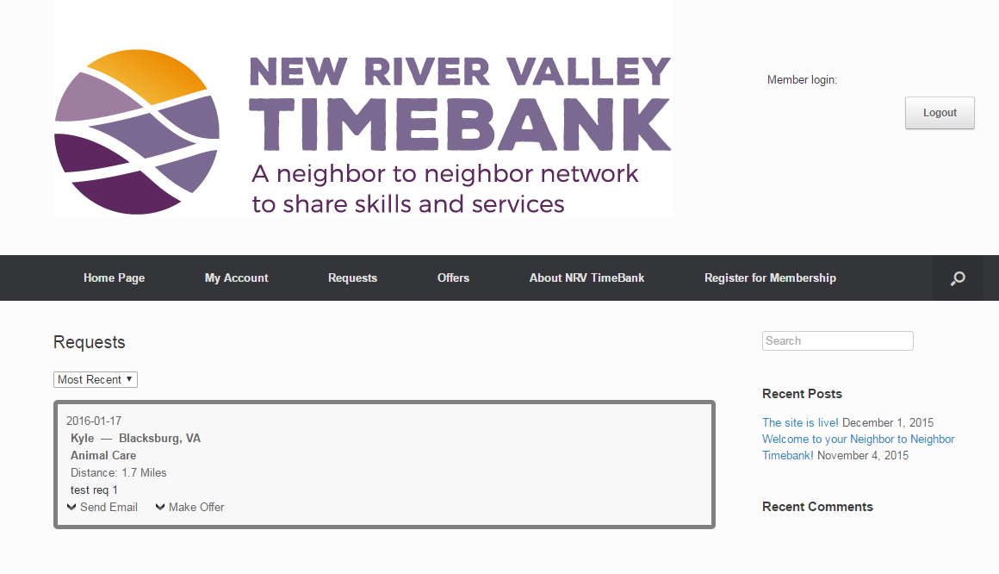 NEW RIVER VALLEY
TIMEBANK
A neighbor to neighbor network
to share skills and services
Member login:
Logout
Home Page
My Account
Requests
Offers
About NRV TimeBank
Register for Membership
Requests
Most Recent
2016-01-17
Kyle — Blacksburg, VA
Animal Care
Distance: 1.7 Miles
test req 1
Send Email
Make Offer
Search
Recent Posts
The site is live! December 1, 2015
Welcome to your Neighbor to Neighbor
Timebank! November 4, 2015
Recent Comments